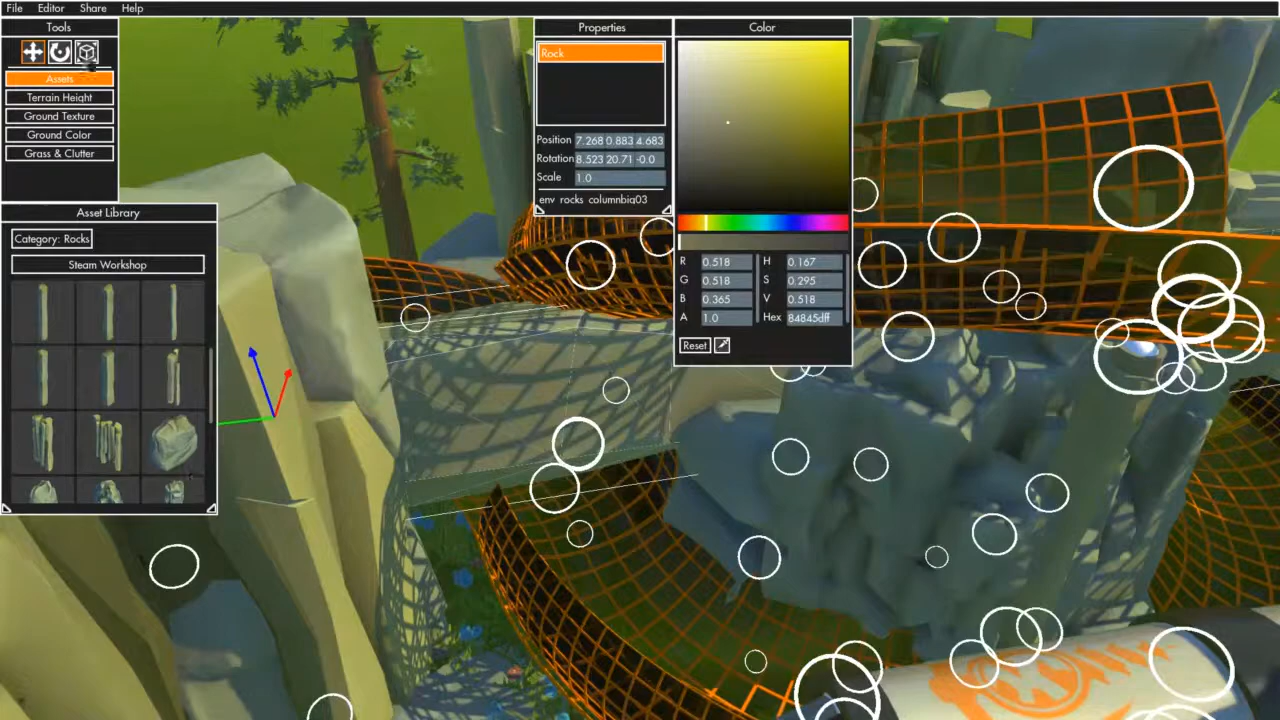 File Editor Share Help
Tools
Assets
Terrain Height
Ground Texture
Ground Color
Grass & Clutter
Asset Library
Category: Rocks
Steam Workshop
Properties
Rock
Position 7.268 0.883 4.683
Rotation 8.523 20.71 -0.0
Scale 1.0
env_rocks_columnbig03
Color
R 0.518 H 0.167
G 0.518 S 0.295
B 0.365 V 0.518
A 1.0 Hex 84845dff
Reset